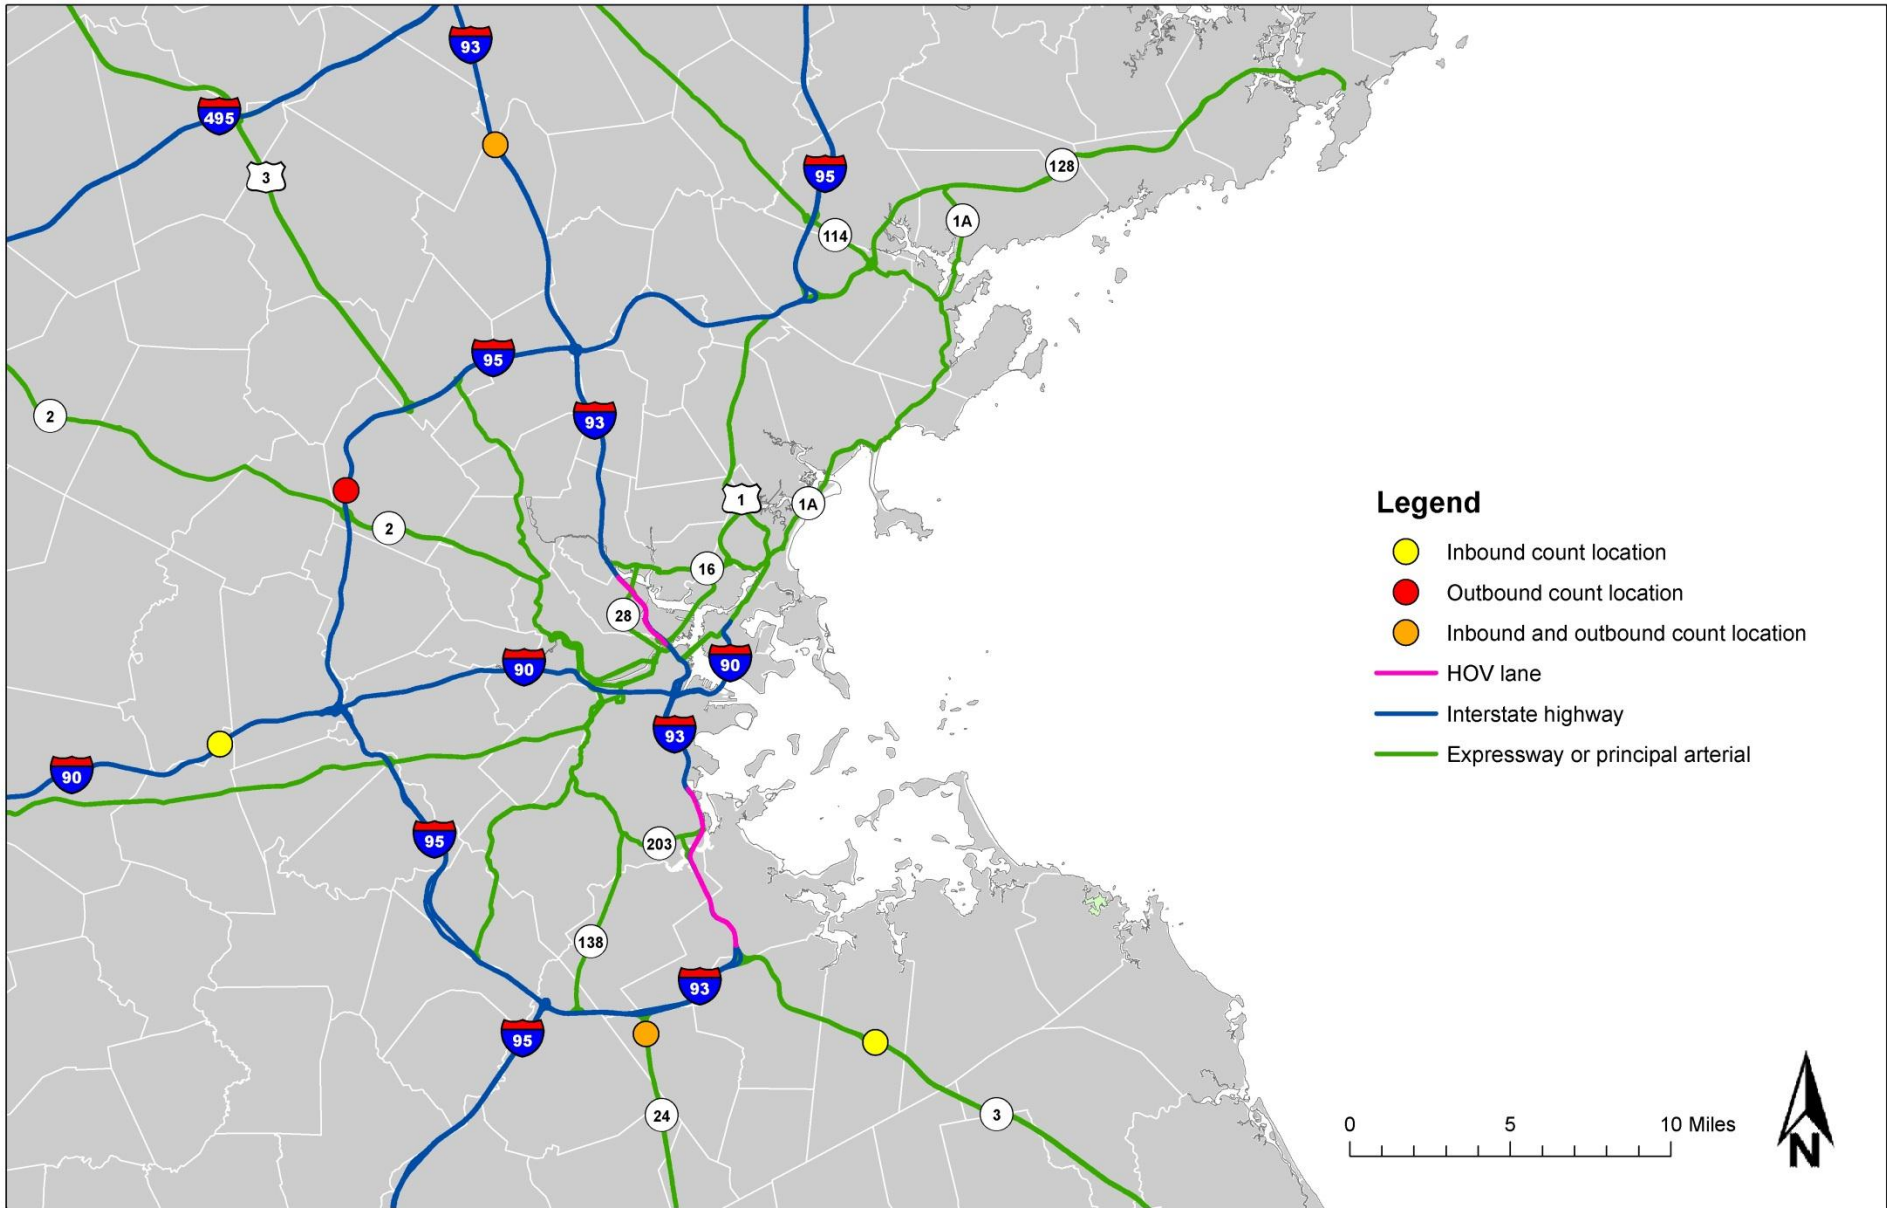 93
495
3
95
128
114
1A
95
93
2
1
1A
2
16
28
90
90
93
90
95
203
138
93
95
24
3
Legend
Inbound count location
Outbound count location
Inbound and outbound count location
HOV lane
Interstate highway
Expressway or principal arterial
0 5 10 Miles
N